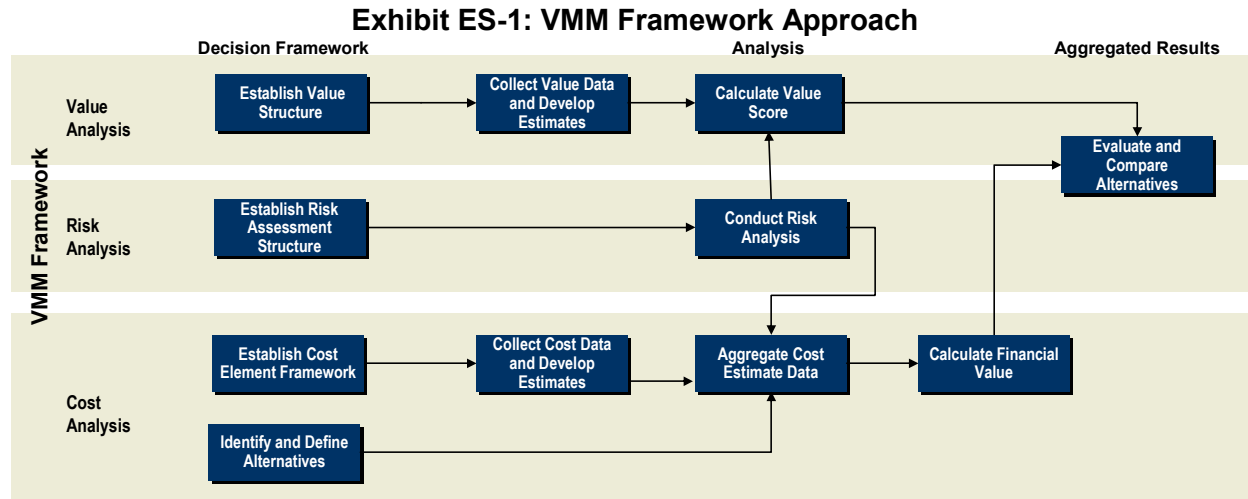 Exhibit ES-1: VMM Framework Approach
Decision Framework
Analysis
Aggregated Results
VMM Framework
Value
Analysis
Establish Value
Structure
Collect Value Data
and Develop
Estimates
Calculate Value
Score
Evaluate and
Compare
Alternatives
Risk
Analysis
Establish Risk
Assessment
Structure
Conduct Risk
Analysis
Cost
Analysis
Establish Cost
Element Framework
Collect Cost Data
and Develop
Estimates
Aggregate Cost
Estimate Data
Calculate Financial
Value
Identify and Define
Alternatives